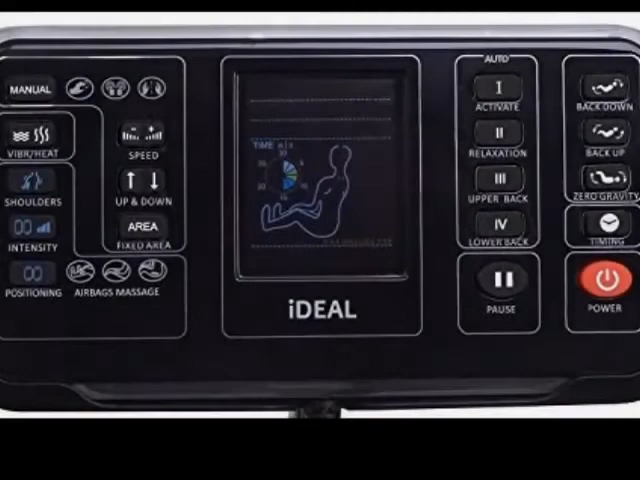 MANUAL
VIBR/HEAT
SPEED
SHOULDERS
UP & DOWN
INTENSITY
AREA
FIXED AREA
POSITIONING
AIRBAGS MASSAGE
TIME
iDEAL
AUTO
I
ACTIVATE
II
RELAXATION
III
UPPER BACK
IV
LOWER BACK
PAUSE
BACK DOWN
BACK UP
ZERO GRAVITY
TIMING
POWER